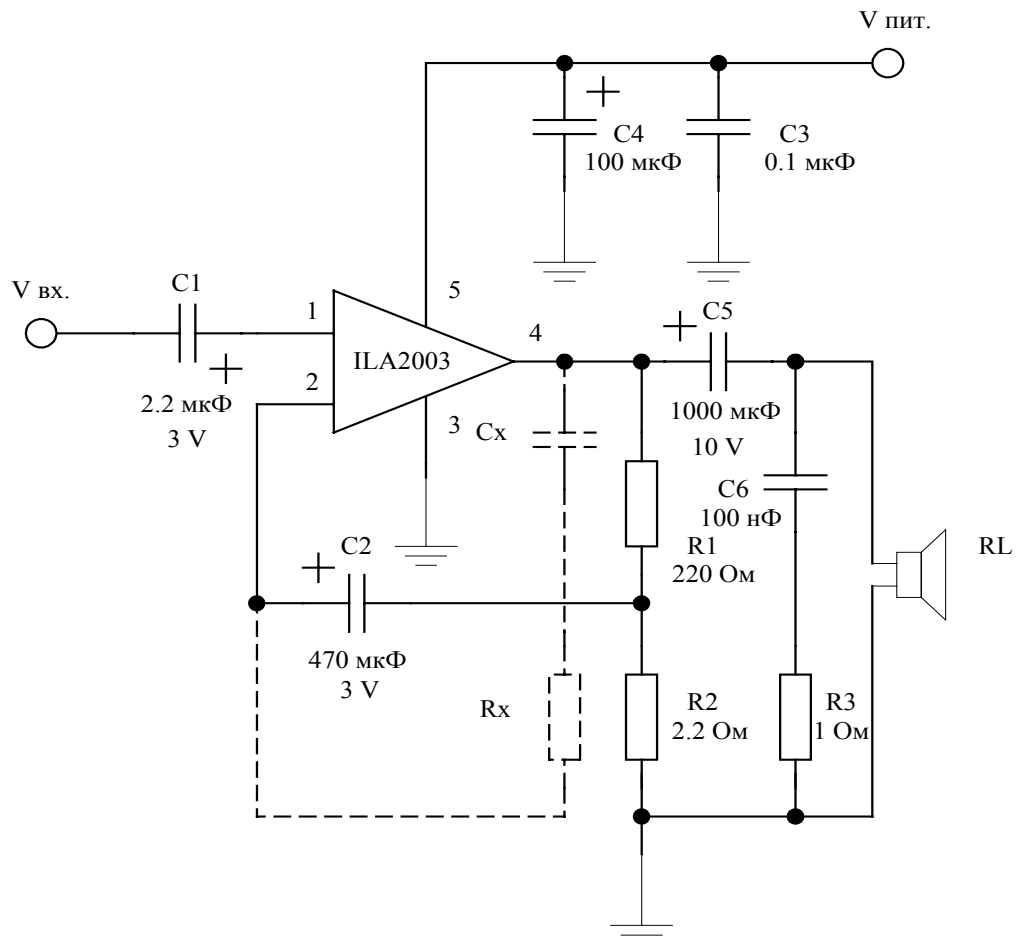 V пит.
C4
100 мкФ
C3
0.1 мкФ
V вх.
C1
2.2 мкФ
3 V
1
2
ILA2003
5
4
3
Cx
C5
1000 мкФ
10 V
C6
100 нФ
R1
220 Ом
RL
C2
470 мкФ
3 V
Rx
R2
2.2 Ом
R3
1 Ом